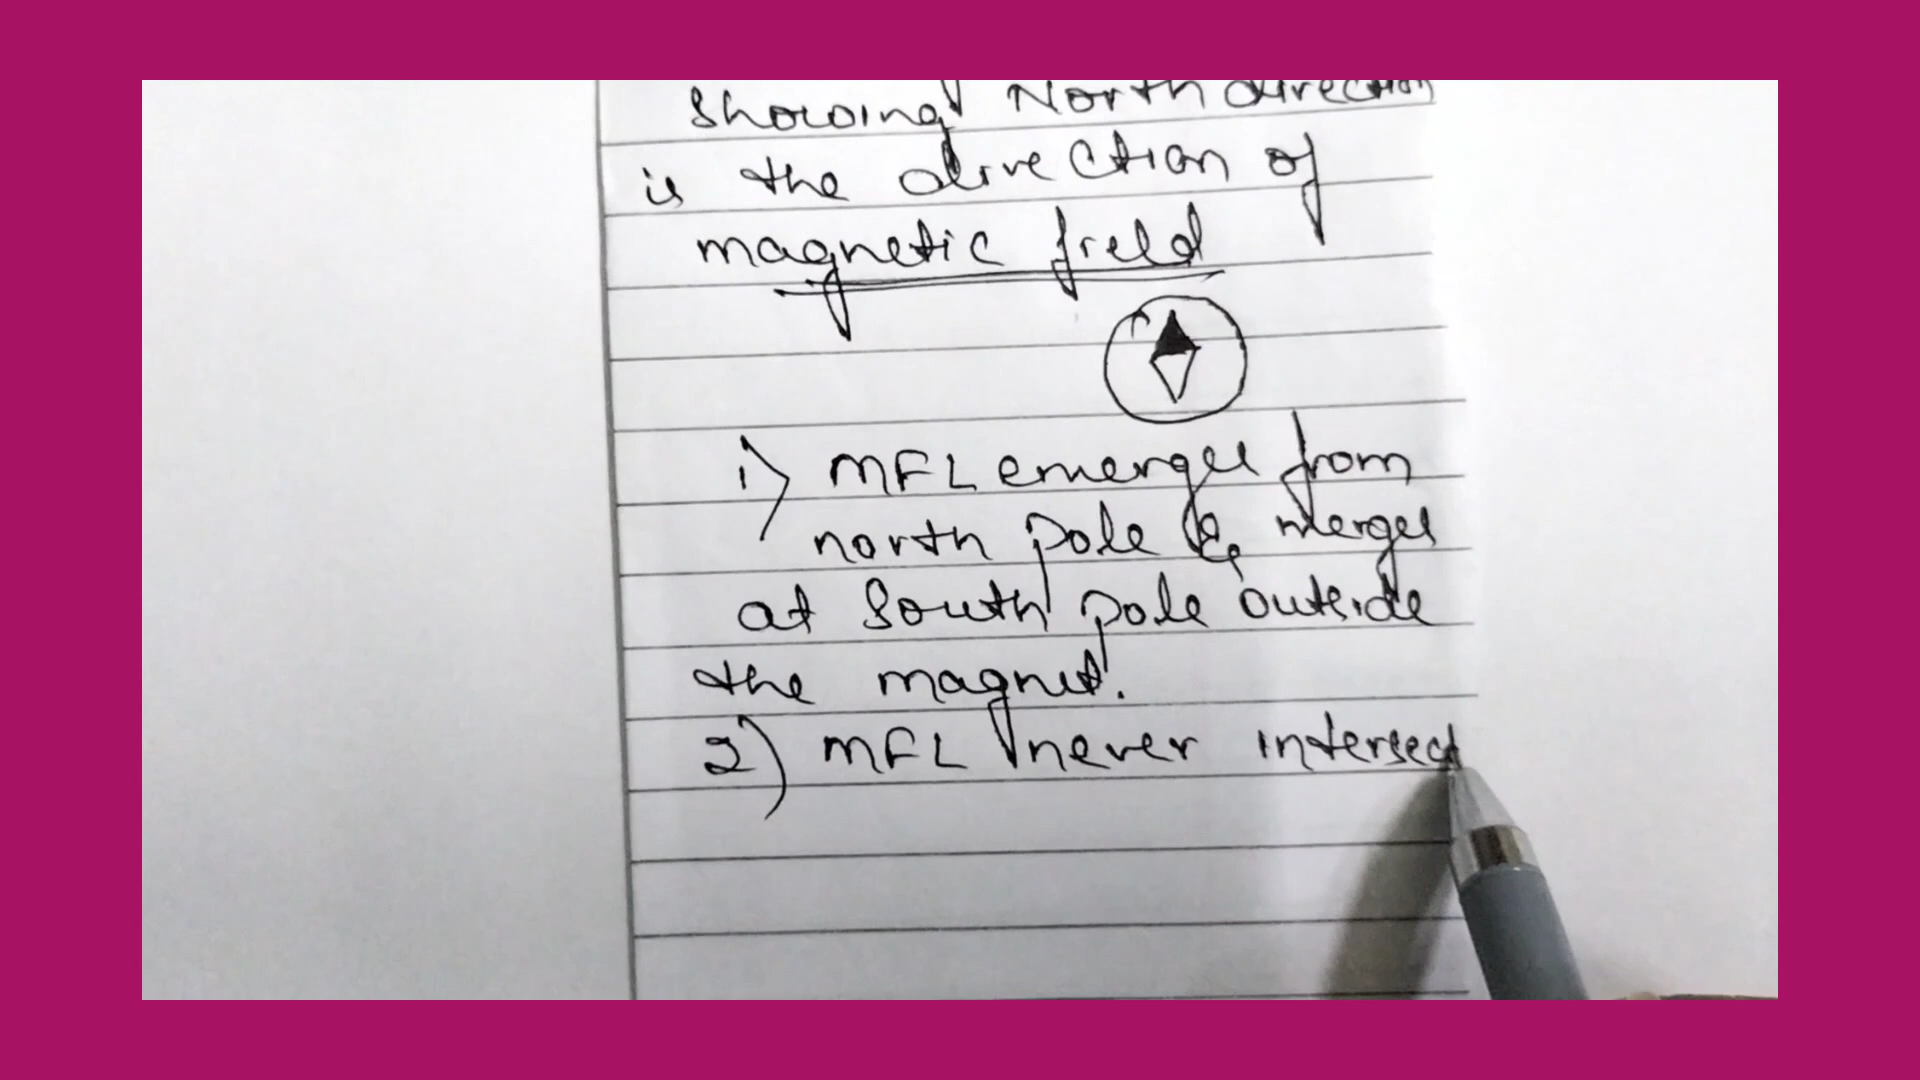 Showing North direction
is the direction of
magnetic field
1) MFL emerges from
north pole & merges
at South pole outside
the magnet.
2) MFL never intersect